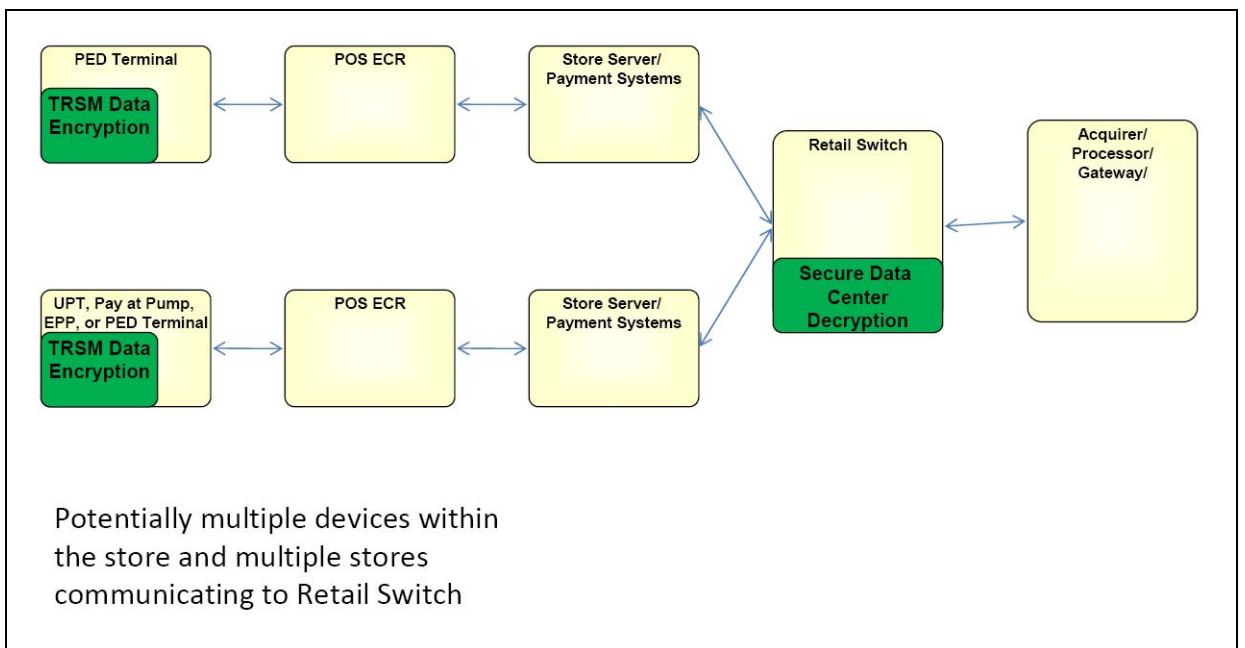 PED Terminal
TRSM Data
Encryption
POS ECR
Store Server/
Payment Systems
Retail Switch
Secure Data
Center
Decryption
Acquirer/
Processor/
Gateway/
UPT, Pay at Pump,
EPP, or PED Terminal
TRSM Data
Encryption
POS ECR
Store Server/
Payment Systems
Potentially multiple devices within
the store and multiple stores
communicating to Retail Switch